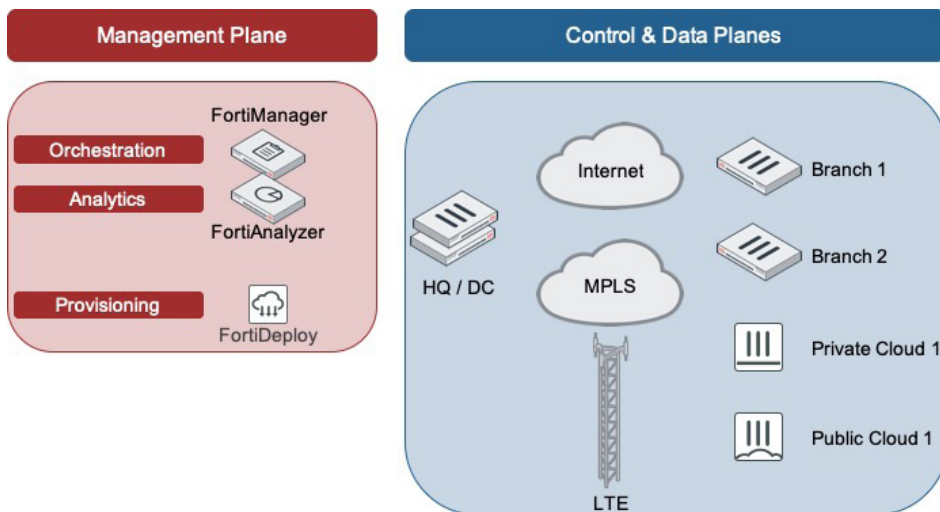 Management Plane
FortiManager
Orchestration
Analytics
FortiAnalyzer
Provisioning
FortiDeploy
Control & Data Planes
Internet
MPLS
LTE
HQ / DC
Branch 1
Branch 2
Private Cloud 1
Public Cloud 1